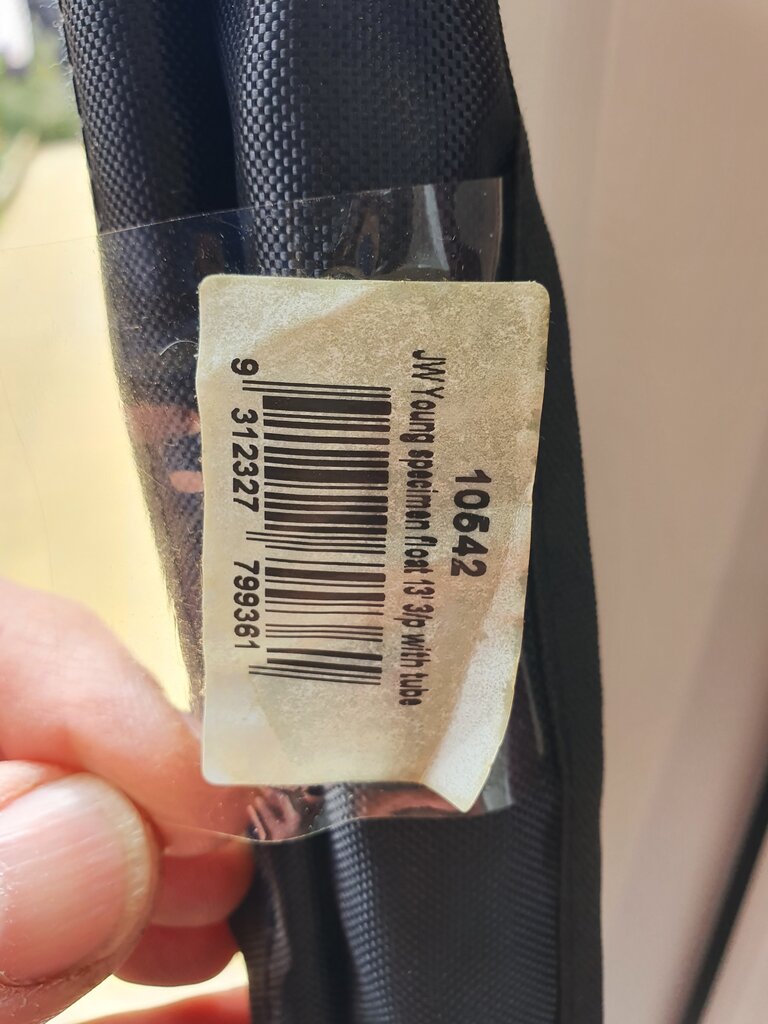 10642
JW Young specimen float 13' 3/p with tube
9 312327 799361